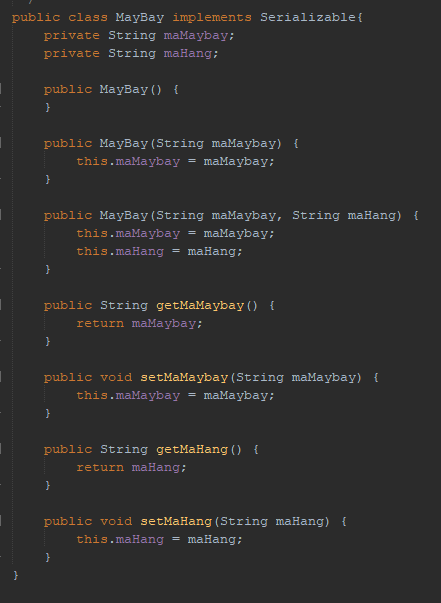 public class MayBay implements Serializable{
    private String maMaybay;
    private String maHang;

    public MayBay() {
    }

    public MayBay(String maMaybay) {
        this.maMaybay = maMaybay;
    }

    public MayBay(String maMaybay, String maHang) {
        this.maMaybay = maMaybay;
        this.maHang = maHang;
    }

    public String getMaMaybay() {
        return maMaybay;
    }

    public void setMaMaybay(String maMaybay) {
        this.maMaybay = maMaybay;
    }

    public String getMaHang() {
        return maHang;
    }

    public void setMaHang(String maHang) {
        this.maHang = maHang;
    }
}